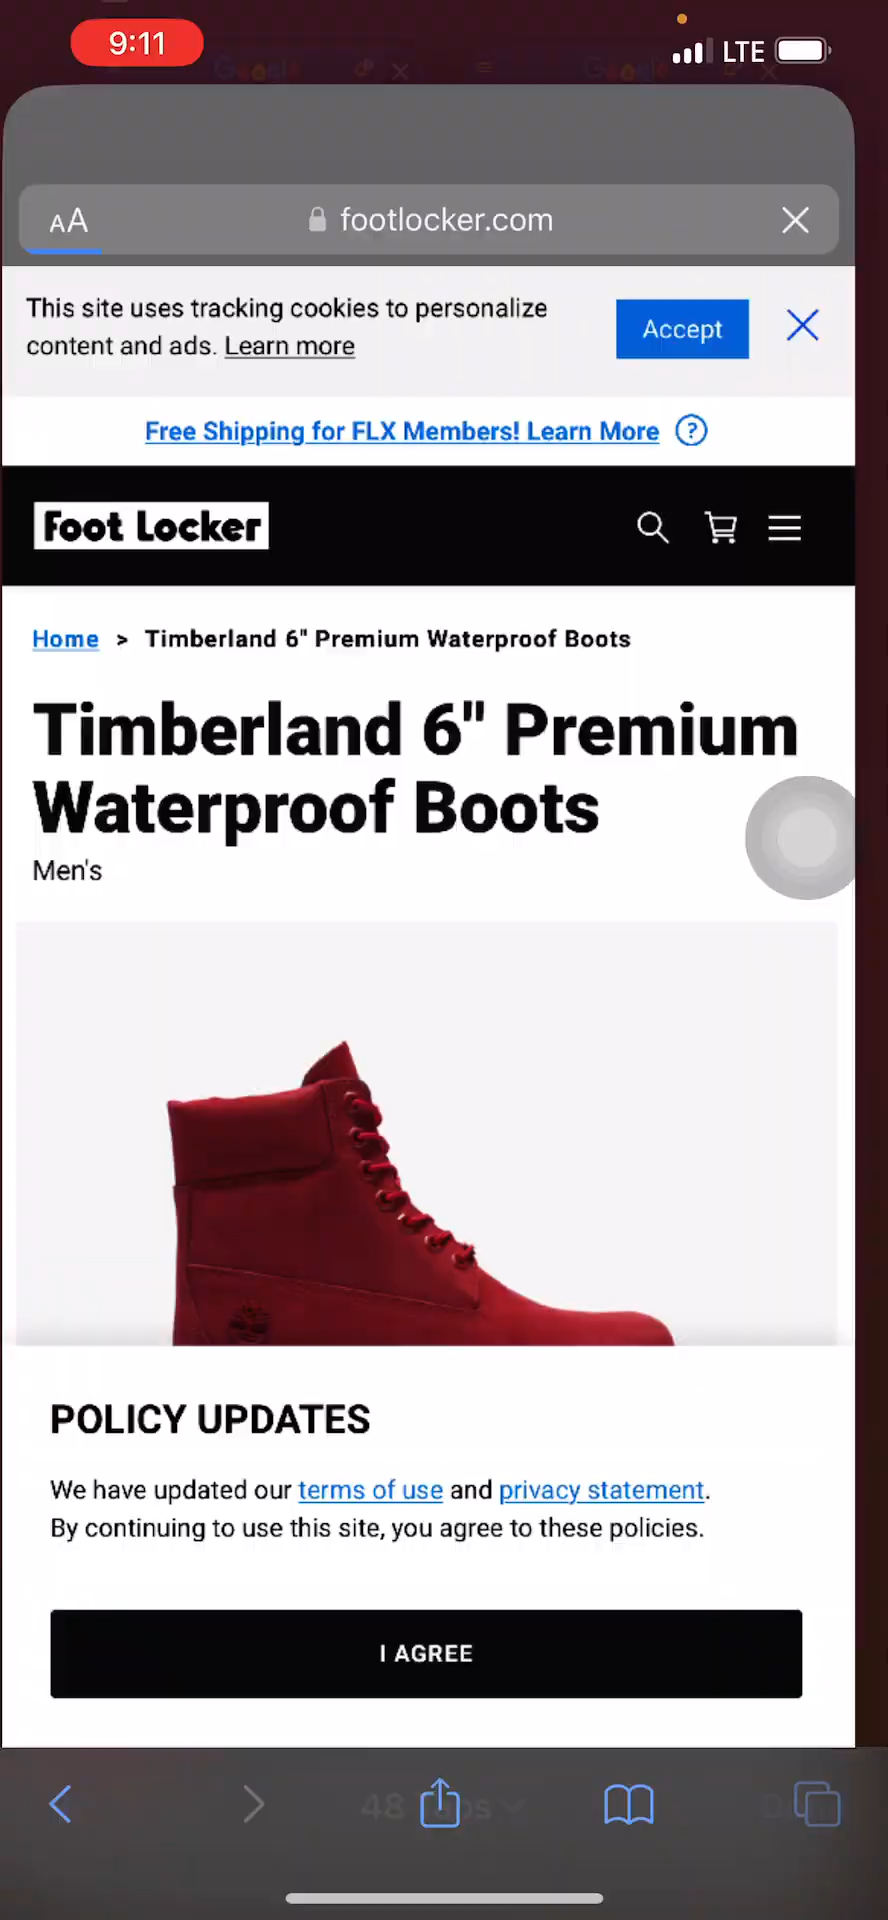 9:11
LTE
AA
footlocker.com
This site uses tracking cookies to personalize
content and ads. Learn more
Accept
Free Shipping for FLX Members! Learn More
?
Foot Locker
Home > Timberland 6" Premium Waterproof Boots
Timberland 6" Premium
Waterproof Boots
Men's
POLICY UPDATES
We have updated our terms of use and privacy statement.
By continuing to use this site, you agree to these policies.
I AGREE